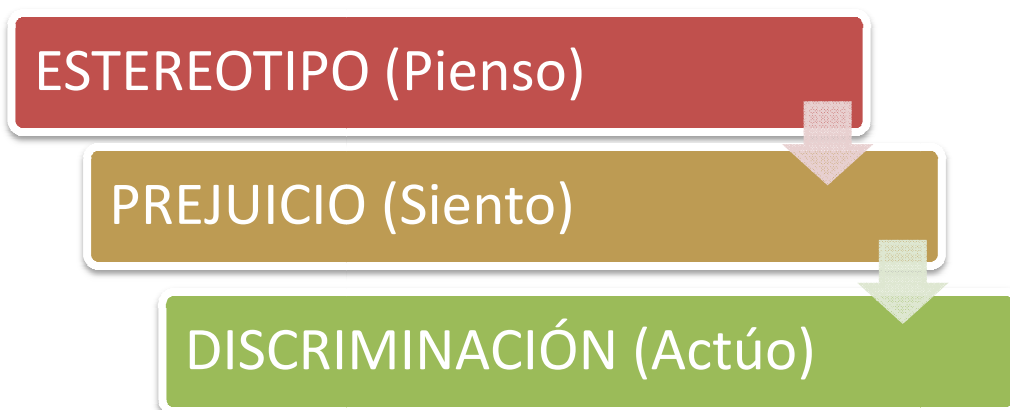 ESTEREOTIPO (Pienso)
PREJUICIO (Siento)
DISCRIMINACIÓN (Actúo)